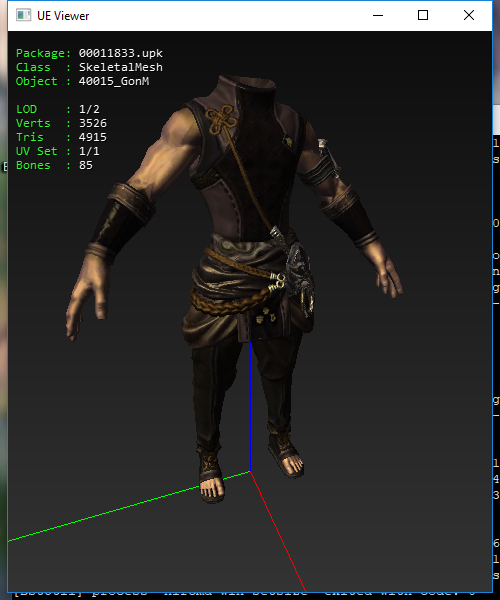 UE Viewer
Package: 00011833.upk
Class  : SkeletalMesh
Object : 40015_GonM
LOD    : 1/2
Verts  : 3526
Tris   : 4915
UV Set : 1/1
Bones  : 85